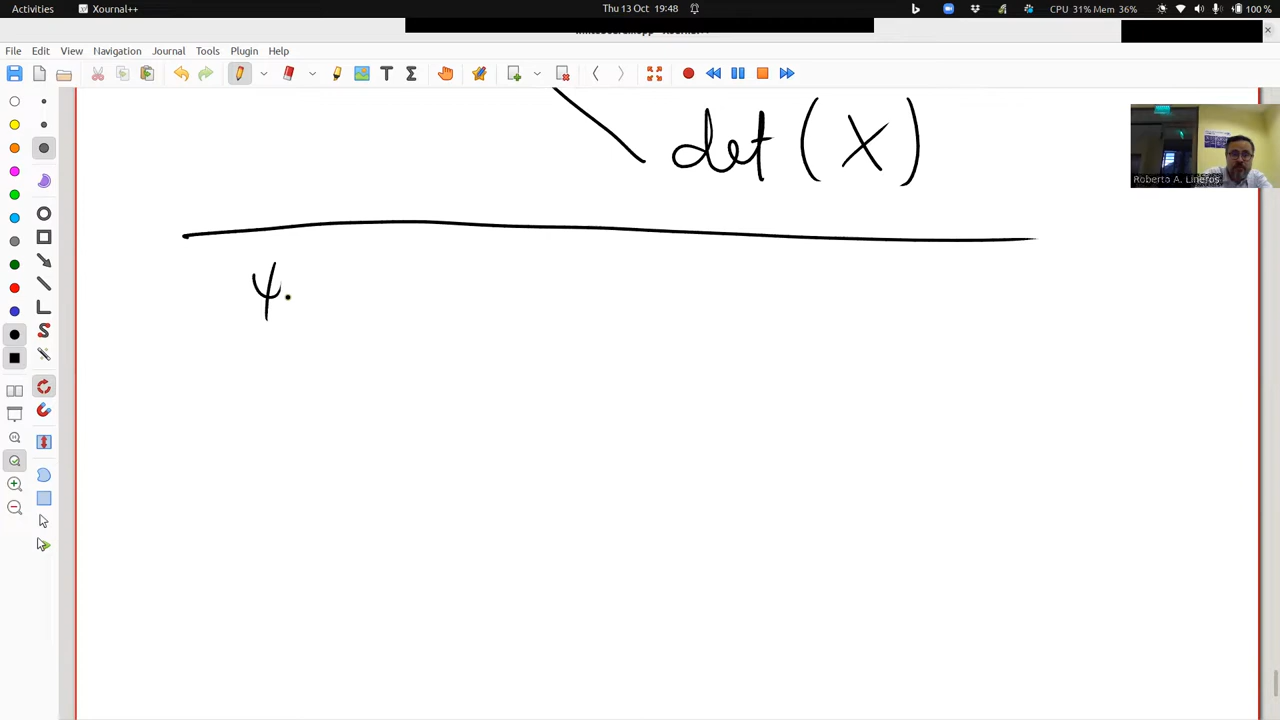 Activities Xournal++ Thu 13 Oct 19:48 CPU 31% Mem 36% 100 %
File Edit View Navigation Journal Tools Plugin Help
det (X)
Roberto A. Lineros
ψ.